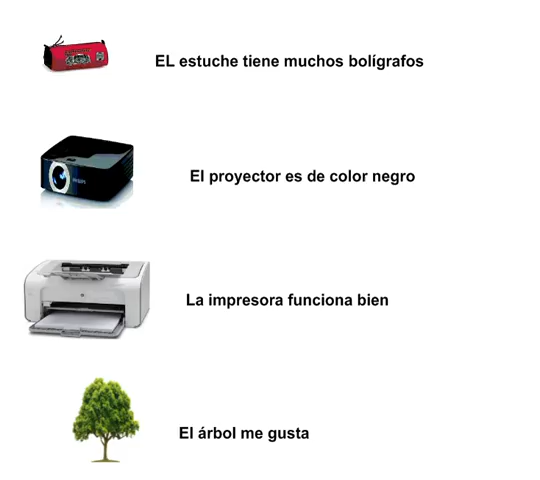 EL estuche tiene muchos bolígrafos
PHILIPS
El proyector es de color negro
La impresora funciona bien
El árbol me gusta